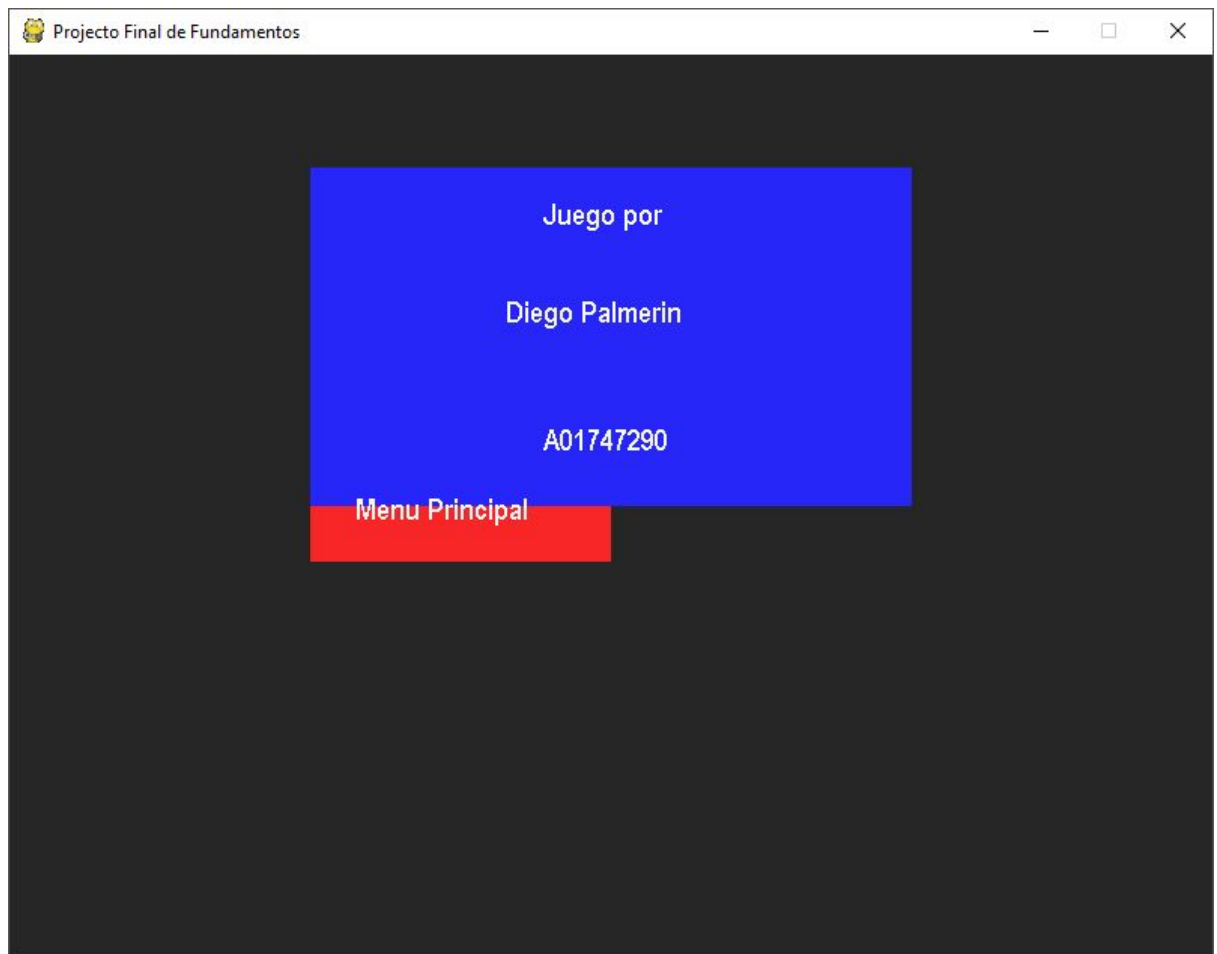 Projecto Final de Fundamentos
Juego por
Diego Palmerin
A01747290
Menu Principal